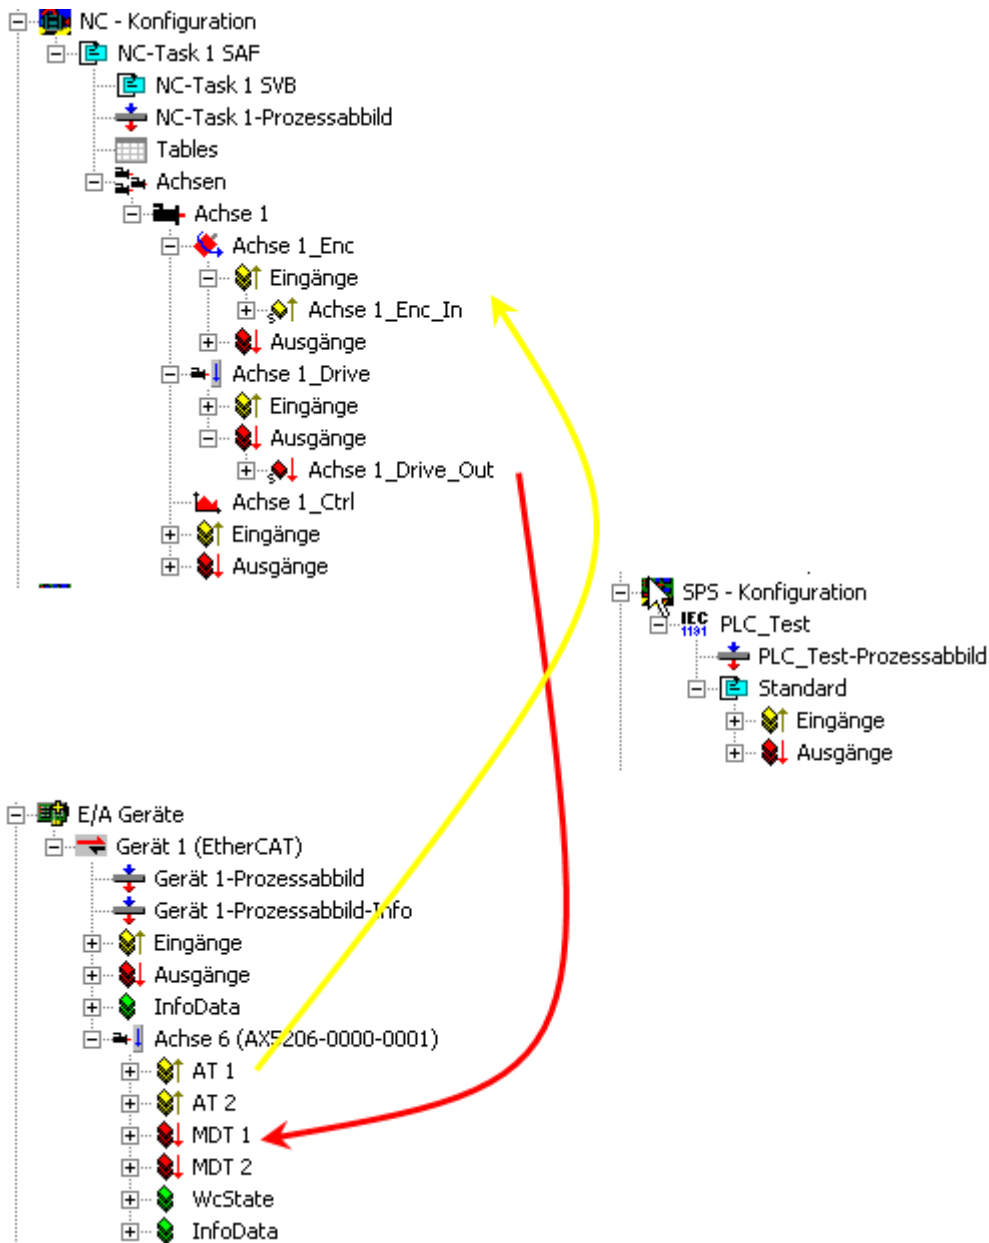 NC - Konfiguration
NC-Task 1 SAF
NC-Task 1 SVB
NC-Task 1-Prozessabbild
Tables
Achsen
Achse 1
Achse 1_Enc
Eingänge
Achse 1_Enc_In
Ausgänge
Achse 1_Drive
Eingänge
Ausgänge
Achse 1_Drive_Out
Achse 1_Ctrl
Eingänge
Ausgänge
SPS - Konfiguration
IEC
1131
PLC_Test
PLC_Test-Prozessabbild
Standard
Eingänge
Ausgänge
E/A Geräte
Gerät 1 (EtherCAT)
Gerät 1-Prozessabbild
Gerät 1-Prozessabbild-Info
Eingänge
Ausgänge
InfoData
Achse 6 (AX5206-0000-0001)
AT 1
AT 2
MDT 1
MDT 2
WcState
InfoData